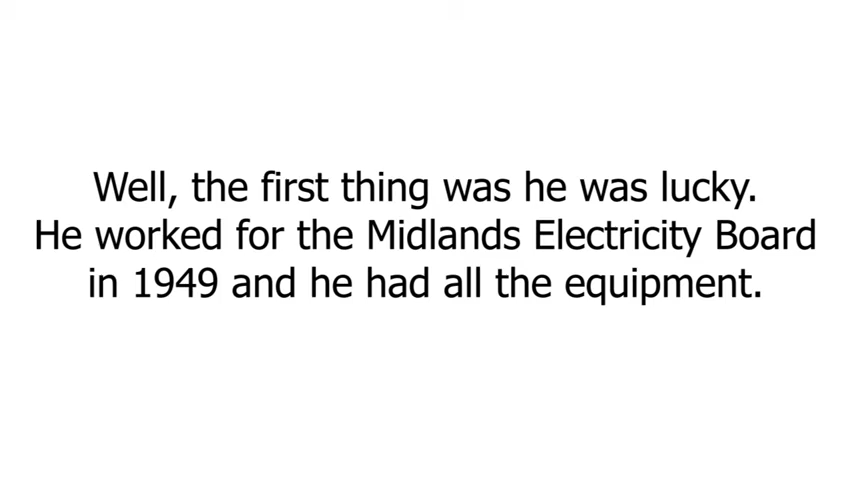 Well, the first thing was he was lucky.
He worked for the Midlands Electricity Board
in 1949 and he had all the equipment.